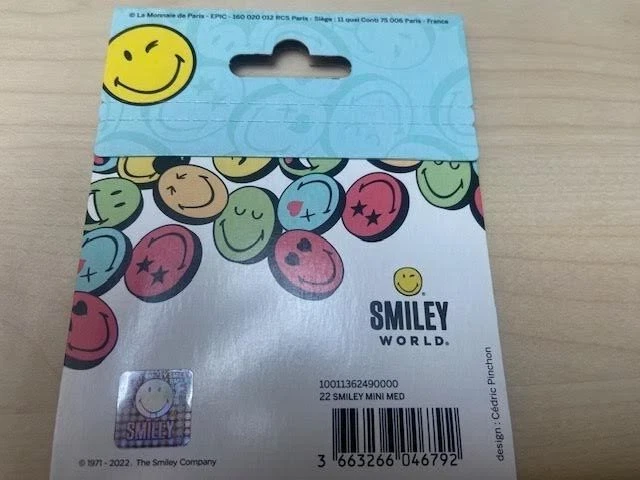 © La Monnaie de Paris - EPIC - 160 020 012 RCS Paris - Siège : 11 quai Conti 75 006 Paris - France
SMILEY
WORLD®
10011362490000
22 SMILEY MINI MED
SMILEY
3 663266 046792
© 1971 - 2022 The Smiley Company
design : Cédric Pinchon